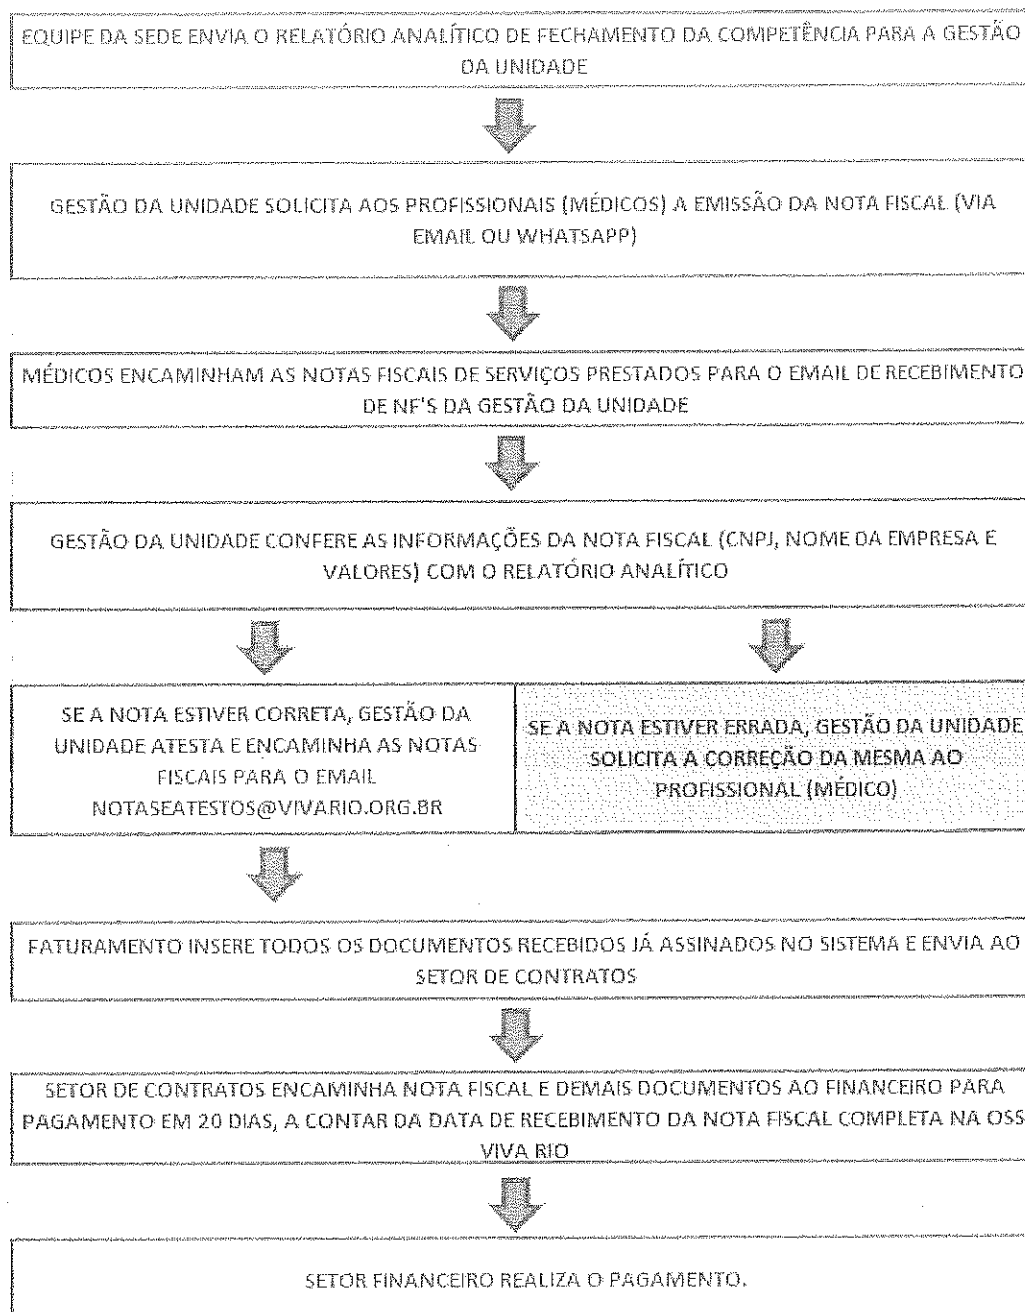 EQUIPE DA SEDE ENVIA O RELATÓRIO ANALÍTICO DE FECHAMENTO DA COMPETÊNCIA PARA A GESTÃO
DA UNIDADE
GESTÃO DA UNIDADE SOLICITA AOS PROFISSIONAIS (MÉDICOS) A EMISSÃO DA NOTA FISCAL (VIA
EMAIL OU WHATSAPP)
MÉDICOS ENCAMINHAM AS NOTAS FISCAIS DE SERVIÇOS PRESTADOS PARA O EMAIL DE RECEBIMENTO
DE NF'S DA GESTÃO DA UNIDADE
GESTÃO DA UNIDADE CONFERE AS INFORMAÇÕES DA NOTA FISCAL (CNPJ, NOME DA EMPRESA E
VALORES) COM O RELATÓRIO ANALÍTICO
SE A NOTA ESTIVER CORRETA, GESTÃO DA
UNIDADE ATESTA E ENCAMINHA AS NOTAS
FISCAIS PARA O EMAIL
NOTASEATESTOS@VIVARIO.ORG.BR
SE A NOTA ESTIVER ERRADA, GESTÃO DA UNIDADE
SOLICITA A CORREÇÃO DA MESMA AO
PROFISSIONAL (MÉDICO)
FATURAMENTO INSERE TODOS OS DOCUMENTOS RECEBIDOS JÁ ASSINADOS NO SISTEMA E ENVIA AO
SETOR DE CONTRATOS
SETOR DE CONTRATOS ENCAMINHA NOTA FISCAL E DEMAIS DOCUMENTOS AO FINANCEIRO PARA
PAGAMENTO EM 20 DIAS, A CONTAR DA DATA DE RECEBIMENTO DA NOTA FISCAL COMPLETA NA OSS
VIVA RIO
SETOR FINANCEIRO REALIZA O PAGAMENTO.